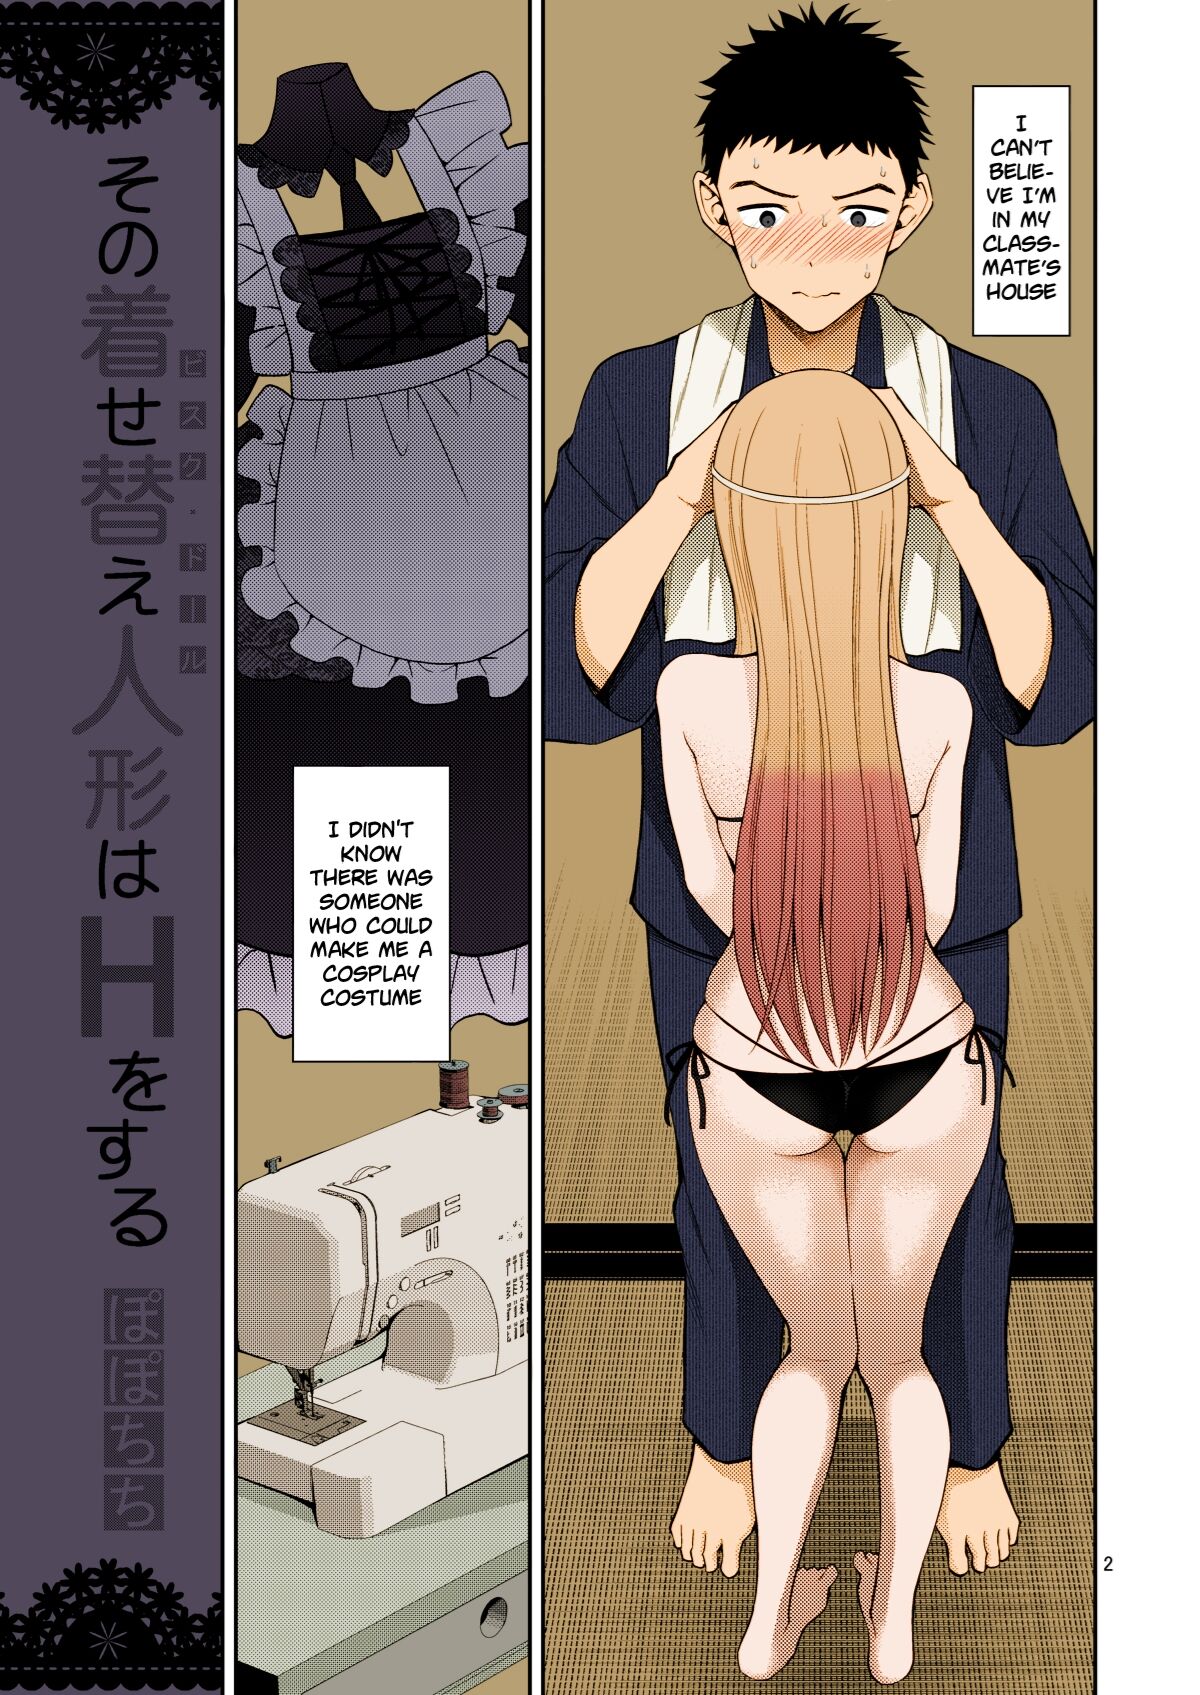 I
CAN'T
BELIE-
VE I'M
IN MY
CLASS-
MATE'S
HOUSE
I DIDN'T
KNOW
THERE WAS
SOMEONE
WHO COULD
MAKE ME A
COSPLAY
COSTUME
その着せ替え人形はHをする
ビスク・ドール
ぽぽちち
2